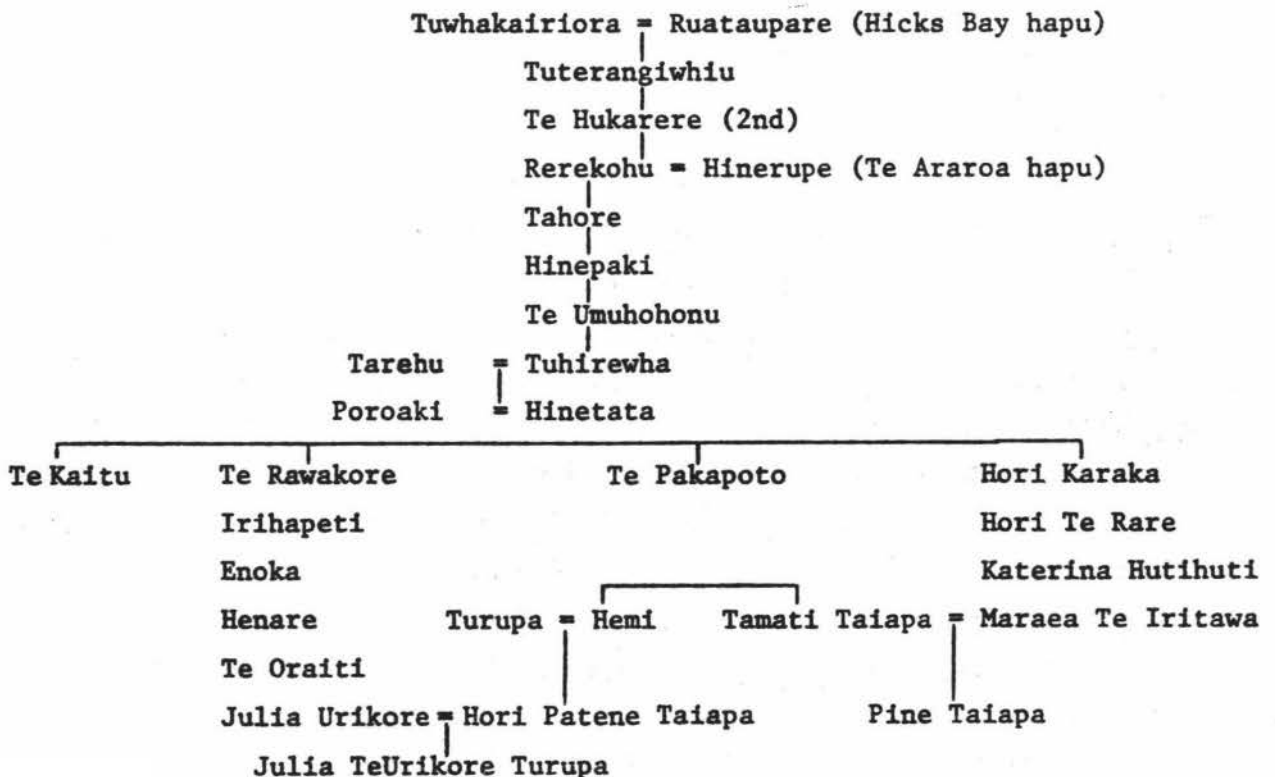 Tuwhakairiora = Ruataupare (Hicks Bay hapu)
Tuterangiwhiu
Te Hukarere (2nd)
Rerekohu = Hinerupe (Te Araroa hapu)
Tahore
Hinepaki
Te Umuhohonu
Tarehu = Tuhirewha
Poroaki = Hinetata
Te Kaitu Te Rawakore Te Pakapoto Hori Karaka
Irihapeti Hori Te Rare
Enoka Katerina Hutihuti
Henare Turupa = Hemi Tamati Taiapa = Maraea Te Iritawa
Te Oraiti
Julia Urikore = Hori Patene Taiapa Pine Taiapa
Julia TeUrikore Turupa